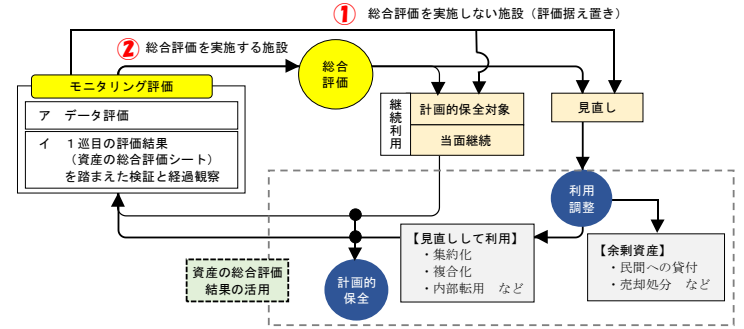 ① 総合評価を実施しない施設（評価据え置き）
② 総合評価を実施する施設
総合
評価
モニタリング評価
ア　データ評価
イ　１巡目の評価結果
（資産の総合評価シート）
を踏まえた検証と経過観察
継続利用
計画的保全対象
当面継続
見直し
利用
調整
【見直しして利用】
・集約化
・複合化
・内部転用　など
【余剰資産】
・民間への貸付
・売却処分　など
資産の総合評価
結果の活用
計画的
保全